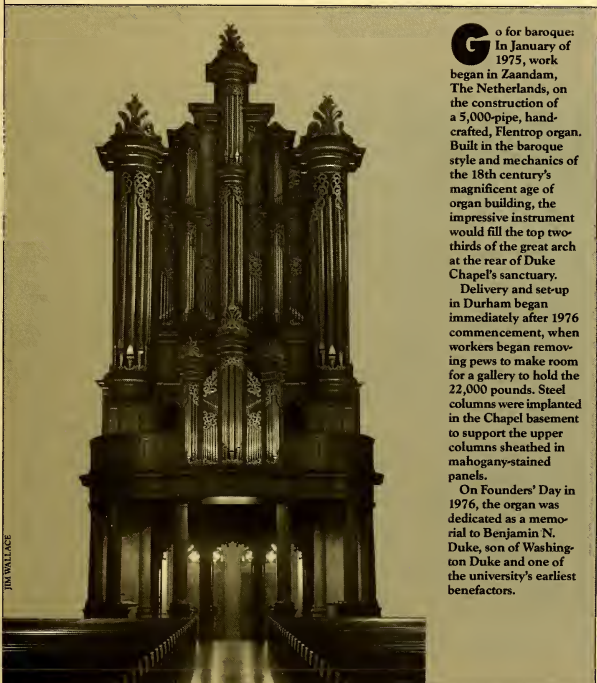 Go for baroque:
In January of
1975, work
began in Zaandam,
The Netherlands, on
the construction of
a 5,000-pipe, hand-
crafted, Flentrop organ.
Built in the baroque
style and mechanics of
the 18th century's
magnificent age of
organ building, the
impressive instrument
would fill the top two-
thirds of the great arch
at the rear of Duke
Chapel's sanctuary.
Delivery and set-up
in Durham began
immediately after 1976
commencement, when
workers began remov-
ing pews to make room
for a gallery to hold the
22,000 pounds. Steel
columns were implanted
in the Chapel basement
to support the upper
columns sheathed in
mahogany-stained
panels.
On Founders' Day in
1976, the organ was
dedicated as a memo-
rial to Benjamin N.
Duke, son of Washing-
ton Duke and one of
the university's earliest
benefactors.
JIM WALLACE